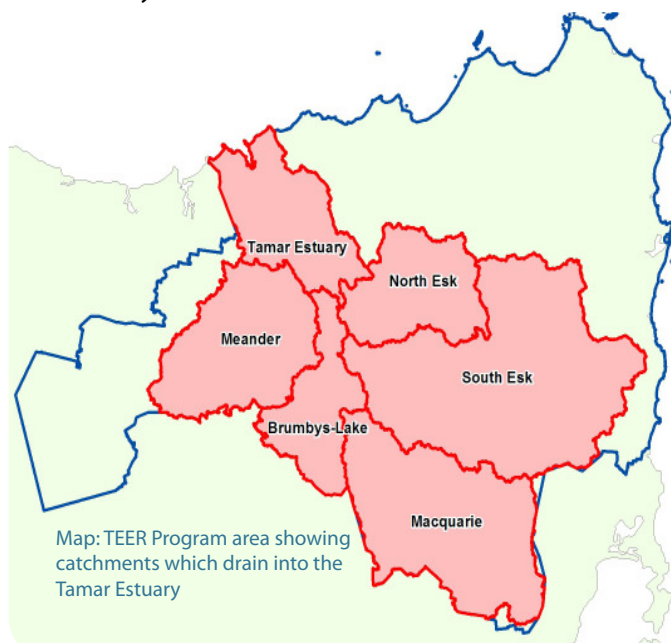 Tamar Estuary
North Esk
Meander
South Esk
Brumbys-Lake
Macquarie
Map: TEER Program area showing
catchments which drain into the
Tamar Estuary